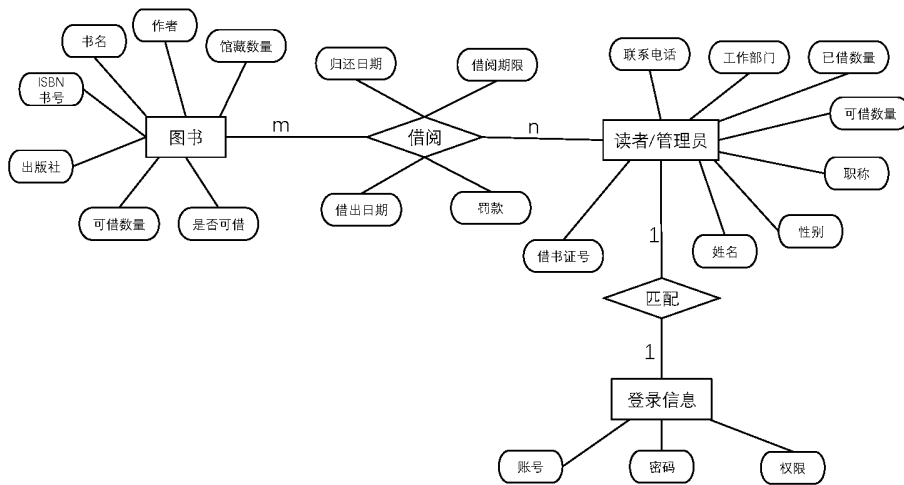 作者
书名
馆藏数量
ISBN
书号
图书
出版社
可借数量
是否可借
m
归还日期
借阅期限
借阅
借出日期
罚款
n
联系电话
工作部门
已借数量
可借数量
读者/管理员
职称
性别
姓名
借书证号
1
匹配
1
登录信息
账号
密码
权限